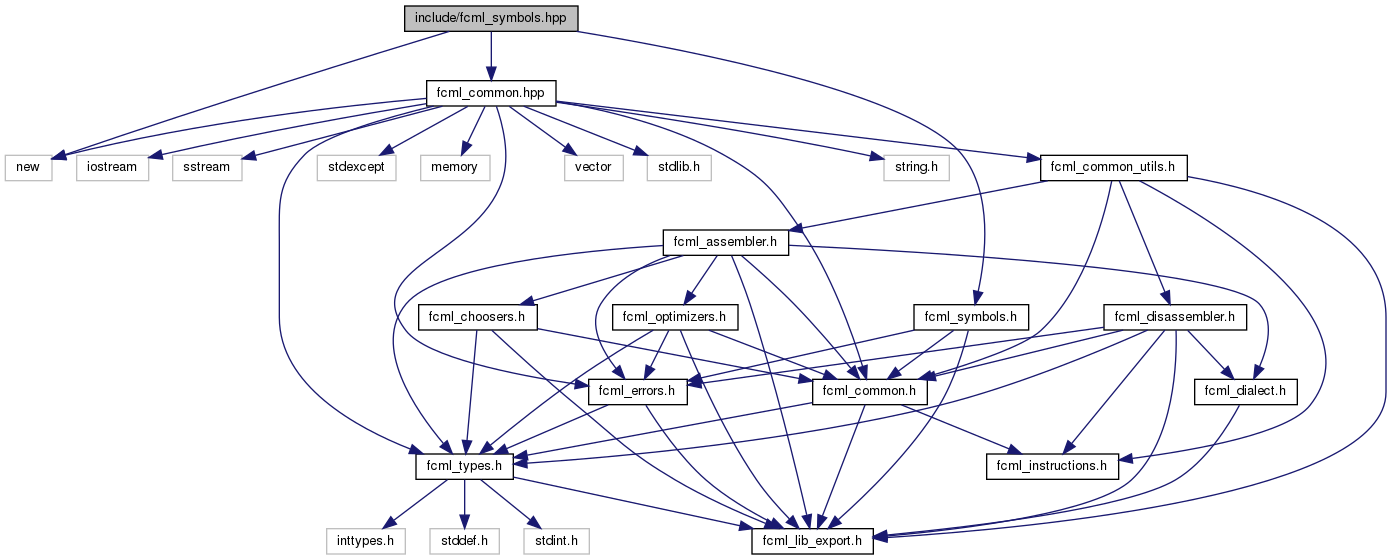 include/fcml_symbols.hpp
fcml_common.hpp
new
iostream
sstream
stdexcept
memory
vector
stdlib.h
string.h
fcml_common_utils.h
fcml_assembler.h
fcml_choosers.h
fcml_optimizers.h
fcml_symbols.h
fcml_disassembler.h
fcml_errors.h
fcml_common.h
fcml_dialect.h
fcml_types.h
fcml_instructions.h
inttypes.h
stddef.h
stdint.h
fcml_lib_export.h